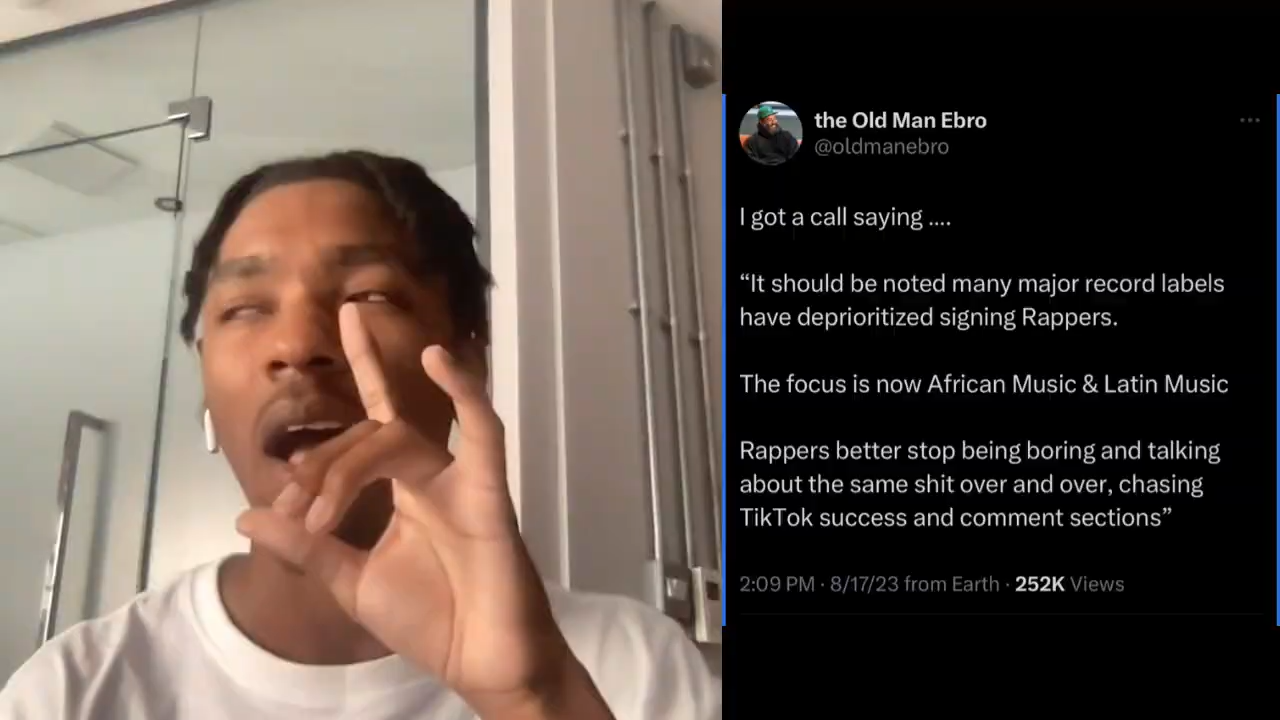 the Old Man Ebro
@oldmanebro
I got a call saying ....
“It should be noted many major record labels
have deprioritized signing Rappers.
The focus is now African Music & Latin Music
Rappers better stop being boring and talking
about the same shit over and over, chasing
TikTok success and comment sections”
2:09 PM · 8/17/23 from Earth · 252K Views